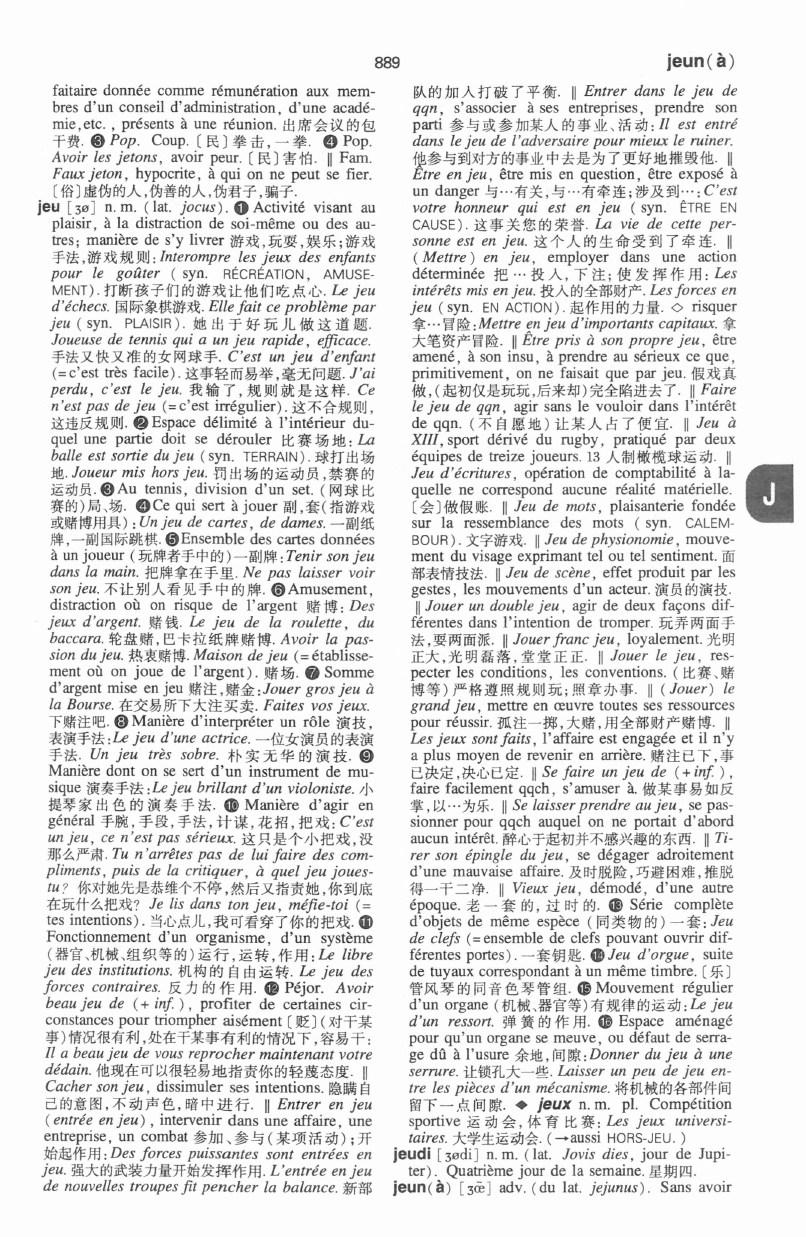 889
jeun(à)
faitaire donnée comme rémunération aux mem-
bres d'un conseil d'administration, d'une acadé-
mie,etc. , présents à une réunion. 出席会议的包
干费. ❸ Pop. Coup.〔民〕拳击,一拳. ❹ Pop.
Avoir les jetons, avoir peur.〔民〕害怕. ‖ Fam.
Faux jeton, hypocrite, à qui on ne peut se fier.
〔俗〕虚伪的人,伪善的人,伪君子,骗子.
jeu [ʒø] n. m. (lat. jocus). ❶ Activité visant au
plaisir, à la distraction de soi-même ou des au-
tres; manière de s'y livrer 游戏,玩耍,娱乐;游戏
手法,游戏规则: Interompre les jeux des enfants
pour le goûter ( syn. RÉCRÉATION, AMUSE-
MENT). 打断孩子们的游戏让他们吃点心. Le jeu
d'échecs. 国际象棋游戏. Elle fait ce problème par
jeu ( syn. PLAISIR). 她出于好玩儿做这道题.
Joueuse de tennis qui a un jeu rapide, efficace.
手法又快又准的女网球手. C'est un jeu d'enfant
(=c'est très facile). 这事轻而易举,毫无问题. J'ai
perdu, c'est le jeu. 我输了,规则就是这样. Ce
n'est pas de jeu (=c'est irrégulier). 这不合规则,
这违反规则. ❷ Espace délimité à l'intérieur du-
quel une partie doit se dérouler 比赛场地: La
balle est sortie du jeu (syn. TERRAIN). 球打出场
地. Joueur mis hors jeu. 罚出场的运动员,禁赛的
运动员. ❸ Au tennis, division d'un set. (网球比
赛的)局、场. ❹ Ce qui sert à jouer 副,套(指游戏
或赌博用具): Un jeu de cartes, de dames. 一副纸
牌,一副国际跳棋. ❺ Ensemble des cartes données
à un joueur (玩牌者手中的)一副牌: Tenir son jeu
dans la main. 把牌拿在手里. Ne pas laisser voir
son jeu. 不让别人看见手中的牌. ❻ Amusement,
distraction où on risque de l'argent 赌博: Des
jeux d'argent. 赌钱. Le jeu de la roulette, du
baccara. 轮盘赌,巴卡拉纸牌赌博. Avoir la pas-
sion du jeu. 热衷赌博. Maison de jeu (=établisse-
ment où on joue de l'argent). 赌场. ❼ Somme
d'argent mise en jeu 赌注,赌金: Jouer gros jeu à
la Bourse. 在交易所下大注买卖. Faites vos jeux.
下赌注吧. ❽ Manière d'interpréter un rôle 演技,
表演手法: Le jeu d'une actrice. 一位女演员的表演
手法. Un jeu très sobre. 朴实无华的演技. ❾
Manière dont on se sert d'un instrument de mu-
sique 演奏手法: Le jeu brillant d'un violoniste. 小
提琴家出色的演奏手法. ❿ Manière d'agir en
général 手腕,手段,手法,计谋,花招,把戏: C'est
un jeu, ce n'est pas sérieux. 这只是个小把戏,没
那么严肃. Tu n'arrêtes pas de lui faire des com-
pliments, puis de la critiquer, à quel jeu joues-
tu? 你对她先是恭维个不停,然后又指责她,你到底
在玩什么把戏? Je lis dans ton jeu, méfie-toi (=
tes intentions). 当心点儿,我可看穿了你的把戏. ⓫
Fonctionnement d'un organisme, d'un système
(器官、机械、组织等的)运行,运转,作用: Le libre
jeu des institutions. 机构的自由运转. Le jeu des
forces contraires. 反力的作用. ⓬ Péjor. Avoir
beau jeu de (+ inf.), profiter de certaines cir-
constances pour triompher aisément〔贬〕(对干某
事)情况很有利,处在干某事有利的情况下,容易干:
Il a beau jeu de vous reprocher maintenant votre
dédain. 他现在可以很轻易地指责你的轻蔑态度. ‖
Cacher son jeu, dissimuler ses intentions. 隐瞒自
己的意图,不动声色,暗中进行. ‖ Entrer en jeu
(entrée en jeu), intervenir dans une affaire, une
entreprise, un combat 参加、参与(某项活动);开
始起作用: Des forces puissantes sont entrées en
jeu. 强大的武装力量开始发挥作用. L'entrée en jeu
de nouvelles troupes fit pencher la balance. 新部
队的加入打破了平衡. ‖ Entrer dans le jeu de
qqn, s'associer à ses entreprises, prendre son
parti 参与或参加某人的事业、活动: Il est entré
dans le jeu de l'adversaire pour mieux le ruiner.
他参与到对方的事业中去是为了更好地摧毁他. ‖
Être en jeu, être mis en question, être exposé à
un danger 与…有关,与…有牵连;涉及到…: C'est
votre honneur qui est en jeu ( syn. ÊTRE EN
CAUSE). 这事关您的荣誉. La vie de cette per-
sonne est en jeu. 这个人的生命受到了牵连. ‖
(Mettre) en jeu, employer dans une action
déterminée 把…投入,下注;使发挥作用: Les
intérêts mis en jeu. 投入的全部财产. Les forces en
jeu (syn. EN ACTION). 起作用的力量. ◇ risquer
拿…冒险: Mettre en jeu d'importants capitaux. 拿
大笔资产冒险. ‖ Être pris à son propre jeu, être
amené, à son insu, à prendre au sérieux ce que,
primitivement, on ne faisait que par jeu. 假戏真
做,(起初仅是玩玩,后来却)完全陷进去了. ‖ Faire
le jeu de qqn, agir sans le vouloir dans l'intérêt
de qqn. (不自愿地)让某人占了便宜. ‖ Jeu à
XIII, sport dérivé du rugby, pratiqué par deux
équipes de treize joueurs. 13 人制橄榄球运动. ‖
Jeu d'écritures, opération de comptabilité à la-
quelle ne correspond aucune réalité matérielle.
〔会〕做假账. ‖ Jeu de mots, plaisanterie fondée
sur la ressemblance des mots ( syn. CALEM-
BOUR). 文字游戏. ‖ Jeu de physionomie, mouve-
ment du visage exprimant tel ou tel sentiment. 面
部表情技法. ‖ Jeu de scène, effet produit par les
gestes, les mouvements d'un acteur. 演员的演技.
‖ Jouer un double jeu, agir de deux façons dif-
férentes dans l'intention de tromper. 玩弄两面手
法,耍两面派. ‖ Jouer franc jeu, loyalement. 光明
正大,光明磊落,堂堂正正. ‖ Jouer le jeu, res-
pecter les conditions, les conventions. (比赛、赌
博等)严格遵照规则玩;照章办事. ‖ (Jouer) le
grand jeu, mettre en œuvre toutes ses ressources
pour réussir. 孤注一掷,大赌,用全部财产赌博. ‖
Les jeux sont faits, l'affaire est engagée et il n'y
a plus moyen de revenir en arrière. 赌注已下,事
已决定,决心已定. ‖ Se faire un jeu de (+inf.),
faire facilement qqch, s'amuser à. 做某事易如反
掌,以…为乐. ‖ Se laisser prendre au jeu, se pas-
sionner pour qqch auquel on ne portait d'abord
aucun intérêt. 醉心于起初并不感兴趣的东西. ‖ Ti-
rer son épingle du jeu, se dégager adroitement
d'une mauvaise affaire. 及时脱险,巧避困难,推脱
得一干二净. ‖ Vieux jeu, démodé, d'une autre
époque. 老一套的,过时的. ⓭ Série complète
d'objets de même espèce (同类物的)一套: Jeu
de clefs (=ensemble de clefs pouvant ouvrir dif-
férentes portes). 一套钥匙. ⓮ Jeu d'orgue, suite
de tuyaux correspondant à un même timbre.〔乐〕
管风琴的同音色琴管组. ⓯ Mouvement régulier
d'un organe (机械、器官等)有规律的运动: Le jeu
d'un ressort. 弹簧的作用. ⓰ Espace aménagé
pour qu'un organe se meuve, ou défaut de serra-
ge dû à l'usure 余地,间隙: Donner du jeu à une
serrure. 让锁孔大一些. Laisser un peu de jeu en-
tre les pièces d'un mécanisme. 将机械的各部件间
留下一点间隙. ◆ jeux n. m. pl. Compétition
sportive 运动会,体育比赛: Les jeux universi-
taires. 大学生运动会. (→aussi HORS-JEU.)
jeudi [ʒødi] n. m. (lat. Jovis dies, jour de Jupi-
ter). Quatrième jour de la semaine. 星期四.
jeun(à) [ʒœ̃] adv. (du lat. jejunus). Sans avoir
J